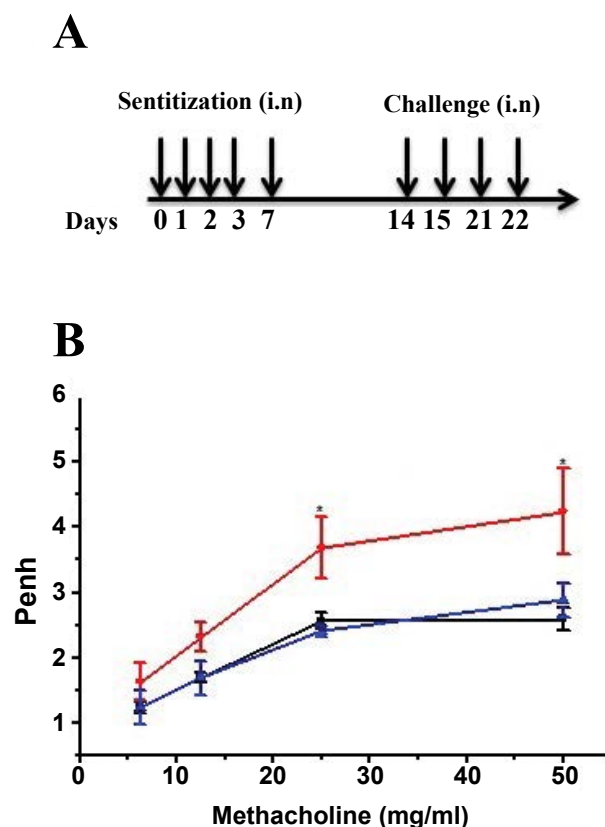 A
Sentitization (i.n)    Challenge (i.n)
Days 0 1 2 3 7 14 15 21 22
B
6
5
4
3
2
1
Penh
* *
0 10 20 30 40 50
Methacholine (mg/ml)